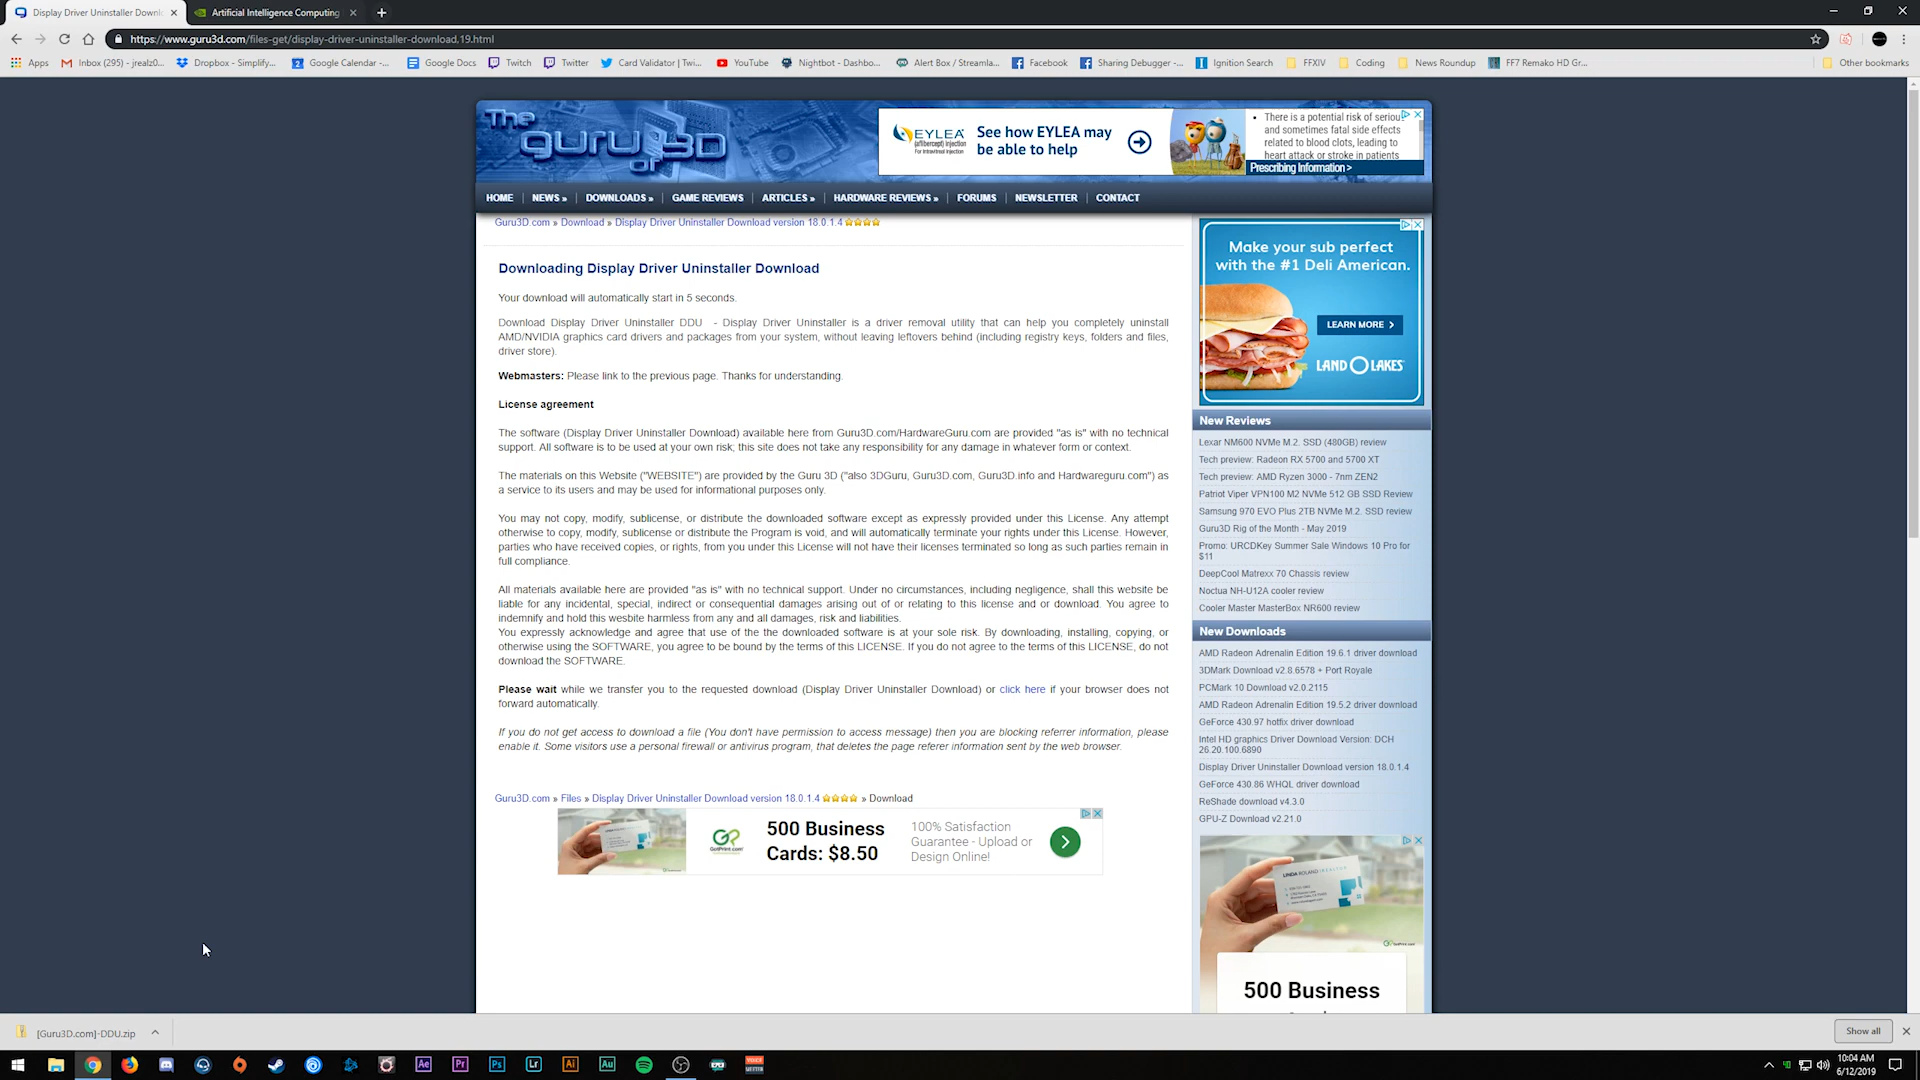 Display Driver Uninstaller Downl
Artificial Intelligence Computing
https://www.guru3d.com/files-get/display-driver-uninstaller-download,19.html
Apps
Inbox (295) - jrealz0...
Dropbox - Simplify...
Google Calendar -...
Google Docs
Twitch
Twitter
Card Validator | Twi...
YouTube
Nightbot - Dashbo...
Alert Box / Streamla...
Facebook
Sharing Debugger -...
Ignition Search
FFXIV
Coding
News Roundup
FF7 Remako HD Gr...
Other bookmarks
The guru of 3D
EYLEA
(aflibercept) Injection
For Intravitreal Injection
See how EYLEA may
be able to help
• There is a potential risk of serious
and sometimes fatal side effects
related to blood clots, leading to
heart attack or stroke in patients
Prescribing Information >
HOME
NEWS »
DOWNLOADS »
GAME REVIEWS
ARTICLES »
HARDWARE REVIEWS »
FORUMS
NEWSLETTER
CONTACT
Guru3D.com » Download » Display Driver Uninstaller Download version 18.0.1.4
Downloading Display Driver Uninstaller Download
Your download will automatically start in 5 seconds.
Download Display Driver Uninstaller DDU - Display Driver Uninstaller is a driver removal utility that can help you completely uninstall
AMD/NVIDIA graphics card drivers and packages from your system, without leaving leftovers behind (including registry keys, folders and files,
driver store).
Webmasters: Please link to the previous page. Thanks for understanding.
License agreement
The software (Display Driver Uninstaller Download) available here from Guru3D.com/HardwareGuru.com are provided "as is" with no technical
support. All software is to be used at your own risk; this site does not take any responsibility for any damage in whatever form or context.
The materials on this Website ("WEBSITE") are provided by the Guru 3D ("also 3DGuru, Guru3D.com, Guru3D.info and Hardwareguru.com") as
a service to its users and may be used for informational purposes only.
You may not copy, modify, sublicense, or distribute the downloaded software except as expressly provided under this License. Any attempt
otherwise to copy, modify, sublicense or distribute the Program is void, and will automatically terminate your rights under this License. However,
parties who have received copies, or rights, from you under this License will not have their licenses terminated so long as such parties remain in
full compliance.
All materials available here are provided "as is" with no technical support. Under no circumstances, including negligence, shall this website be
liable for any incidental, special, indirect or consequential damages arising out of or relating to this license and or download. You agree to
indemnify and hold this wesbite harmless from any and all damages, risk and liabilities.
You expressly acknowledge and agree that use of the the downloaded software is at your sole risk. By downloading, installing, copying, or
otherwise using the SOFTWARE, you agree to be bound by the terms of this LICENSE. If you do not agree to the terms of this LICENSE, do not
download the SOFTWARE.
Please wait while we transfer you to the requested download (Display Driver Uninstaller Download) or click here if your browser does not
forward automatically.
If you do not get access to download a file (You don't have permission to access message) then you are blocking referrer information, please
enable it. Some visitors use a personal firewall or antivirus program, that deletes the page referer information sent by the web browser.
Guru3D.com » Files » Display Driver Uninstaller Download version 18.0.1.4 » Download
GotPrint.com
500 Business
Cards: $8.50
100% Satisfaction
Guarantee - Upload or
Design Online!
Make your sub perfect
with the #1 Deli American.
LEARN MORE >
LAND O LAKES
New Reviews
Lexar NM600 NVMe M.2. SSD (480GB) review
Tech preview: Radeon RX 5700 and 5700 XT
Tech preview: AMD Ryzen 3000 - 7nm ZEN2
Patriot Viper VPN100 M2 NVMe 512 GB SSD Review
Samsung 970 EVO Plus 2TB NVMe M.2. SSD review
Guru3D Rig of the Month - May 2019
Promo: URCDKey Summer Sale Windows 10 Pro for
$11
DeepCool Matrexx 70 Chassis review
Noctua NH-U12A cooler review
Cooler Master MasterBox NR600 review
New Downloads
AMD Radeon Adrenalin Edition 19.6.1 driver download
3DMark Download v2.8.6578 + Port Royale
PCMark 10 Download v2.0.2115
AMD Radeon Adrenalin Edition 19.5.2 driver download
GeForce 430.97 hotfix driver download
Intel HD graphics Driver Download Version: DCH
26.20.100.6890
Display Driver Uninstaller Download version 18.0.1.4
GeForce 430.86 WHQL driver download
ReShade download v4.3.0
GPU-Z Download v2.21.0
LINDA ROLAND
500 Business
[Guru3D.com]-DDU.zip
Show all
Ae
Pr
Ps
Lr
Ai
Au
10:04 AM
6/12/2019